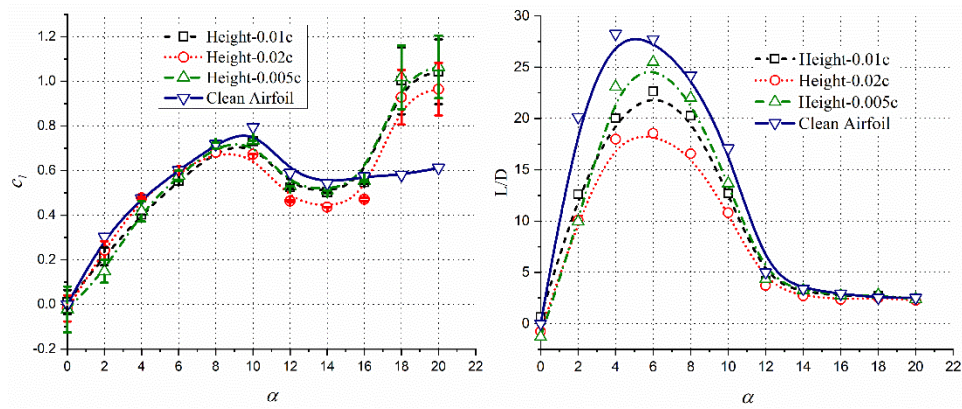 1.2
1.0
0.8
0.6
0.4
0.2
0.0
-0.2
c_l
Height-0.01c
Height-0.02c
Height-0.005c
Clean Airfoil
0 2 4 6 8 10 12 14 16 18 20 22
α
30
25
20
15
10
5
0
L/D
Height-0.01c
Height-0.02c
Height-0.005c
Clean Airfoil
0 2 4 6 8 10 12 14 16 18 20 22
α